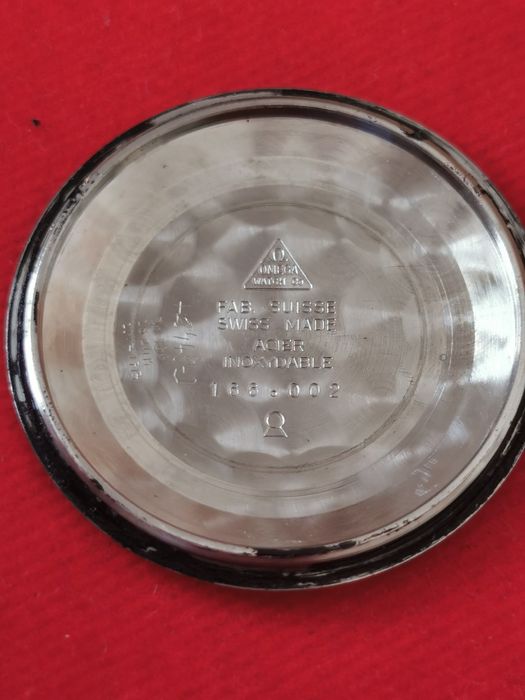 Ω
OMEGA
WATCH Co
FAB. SUISSE
SWISS MADE
ACIER
INOXYDABLE
166.002